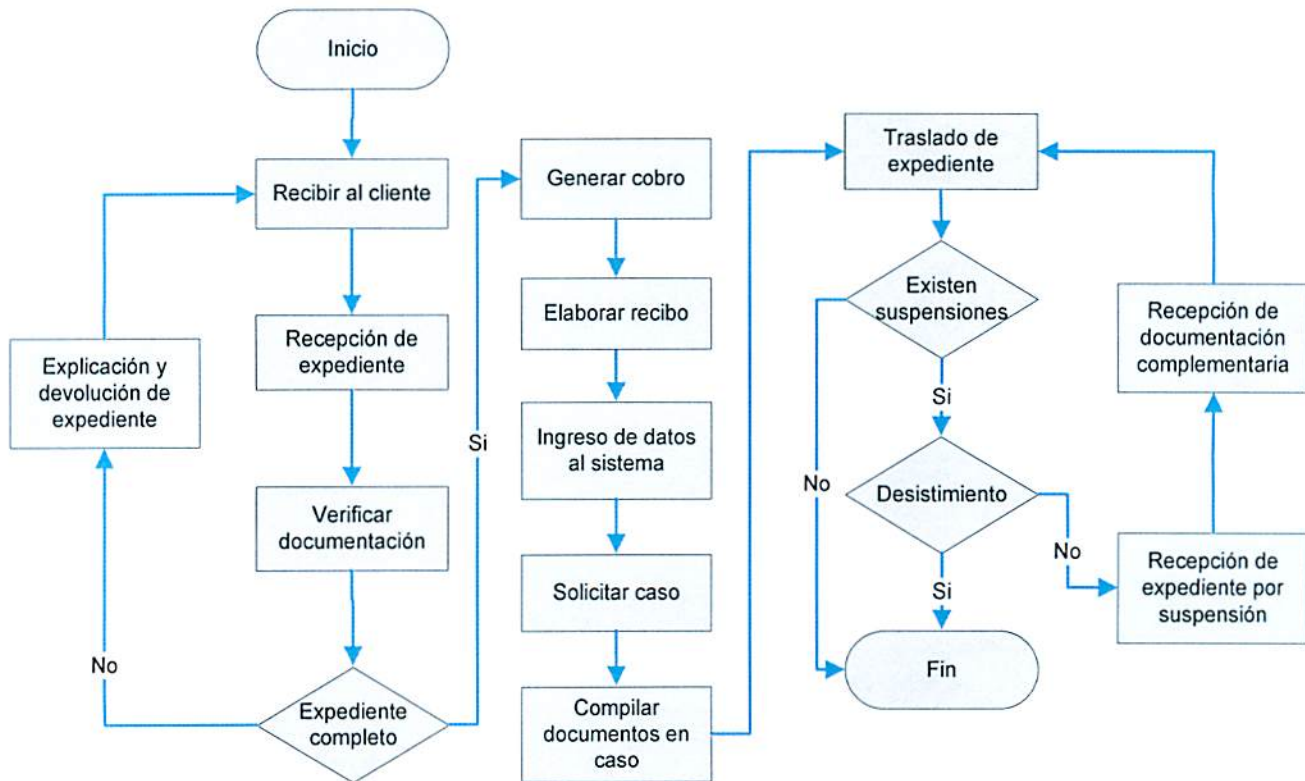 Inicio
Recibir al cliente
Recepción de
expediente
Verificar
documentación
Expediente
completo
No
Explicación y
devolución de
expediente
Si
Generar cobro
Elaborar recibo
Ingreso de datos
al sistema
Solicitar caso
Compilar
documentos en
caso
Traslado de
expediente
Existen
suspensiones
No
Si
Desistimiento
Si
No
Fin
Recepción de
expediente por
suspensión
Recepción de
documentación
complementaria